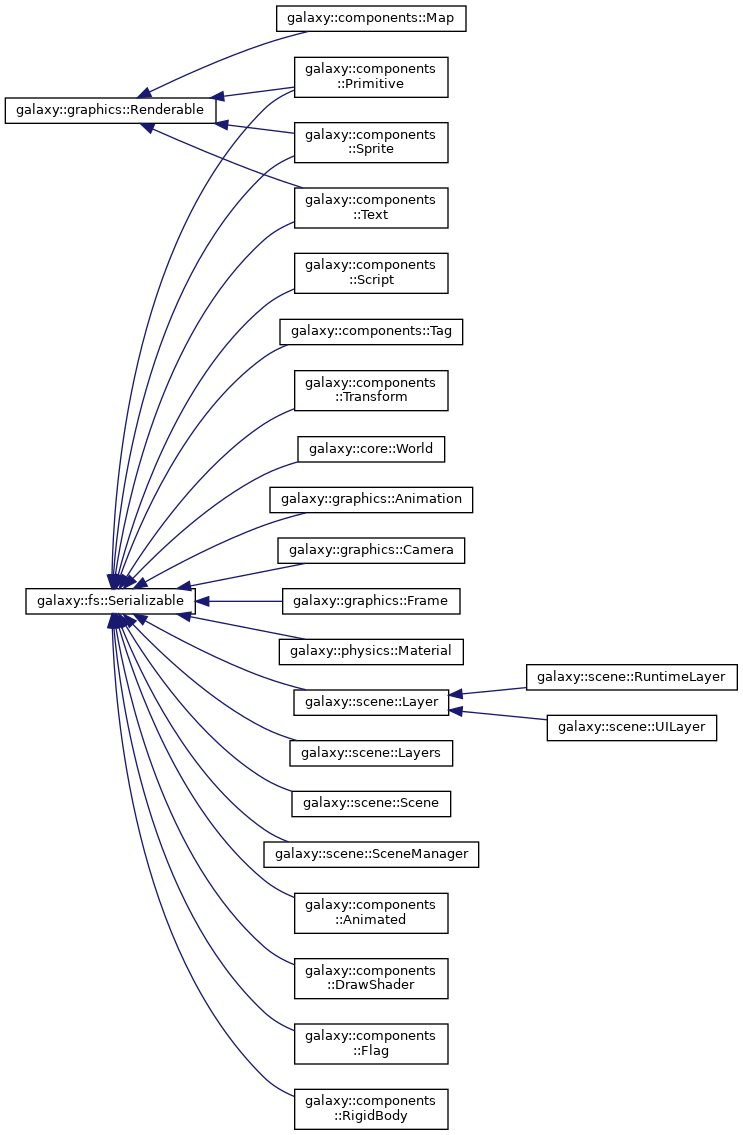 galaxy::components::Map
galaxy::components
::Primitive
galaxy::graphics::Renderable
galaxy::components
::Sprite
galaxy::components
::Text
galaxy::components
::Script
galaxy::components::Tag
galaxy::components
::Transform
galaxy::core::World
galaxy::graphics::Animation
galaxy::graphics::Camera
galaxy::fs::Serializable
galaxy::graphics::Frame
galaxy::physics::Material
galaxy::scene::RuntimeLayer
galaxy::scene::Layer
galaxy::scene::UILayer
galaxy::scene::Layers
galaxy::scene::Scene
galaxy::scene::SceneManager
galaxy::components
::Animated
galaxy::components
::DrawShader
galaxy::components
::Flag
galaxy::components
::RigidBody